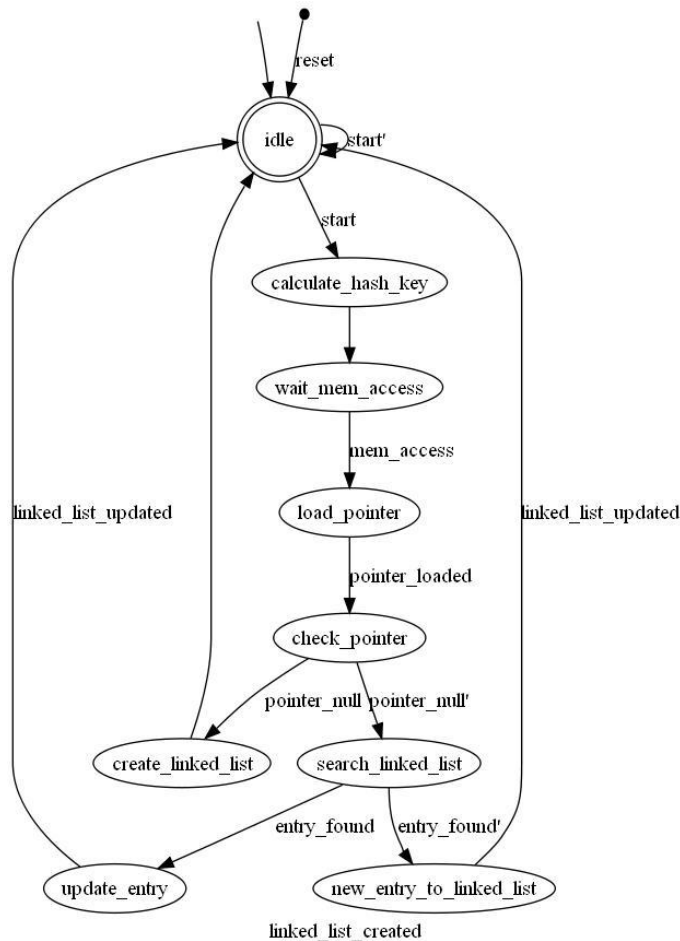 reset
idle
start'
start
calculate_hash_key
wait_mem_access
mem_access
linked_list_updated
load_pointer
linked_list_updated
pointer_loaded
check_pointer
pointer_null
pointer_null'
create_linked_list
search_linked_list
entry_found
entry_found'
update_entry
new_entry_to_linked_list
linked_list_created